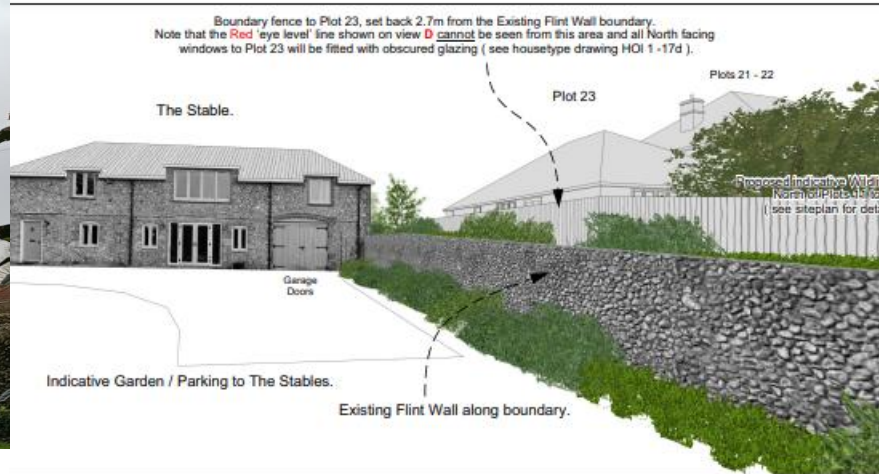 Boundary fence to Plot 23, set back 2.7m from the Existing Flint Wall boundary.
Note that the Red 'eye level' line shown on view D cannot be seen from this area and all North facing
windows to Plot 23 will be fitted with obscured glazing ( see housetype drawing HOI 1 -17d ).
Plots 21 - 22
Plot 23
The Stable.
Proposed indicative
North of Plots
( see siteplan for
Garage
Doors
Indicative Garden / Parking to The Stables.
Existing Flint Wall along boundary.